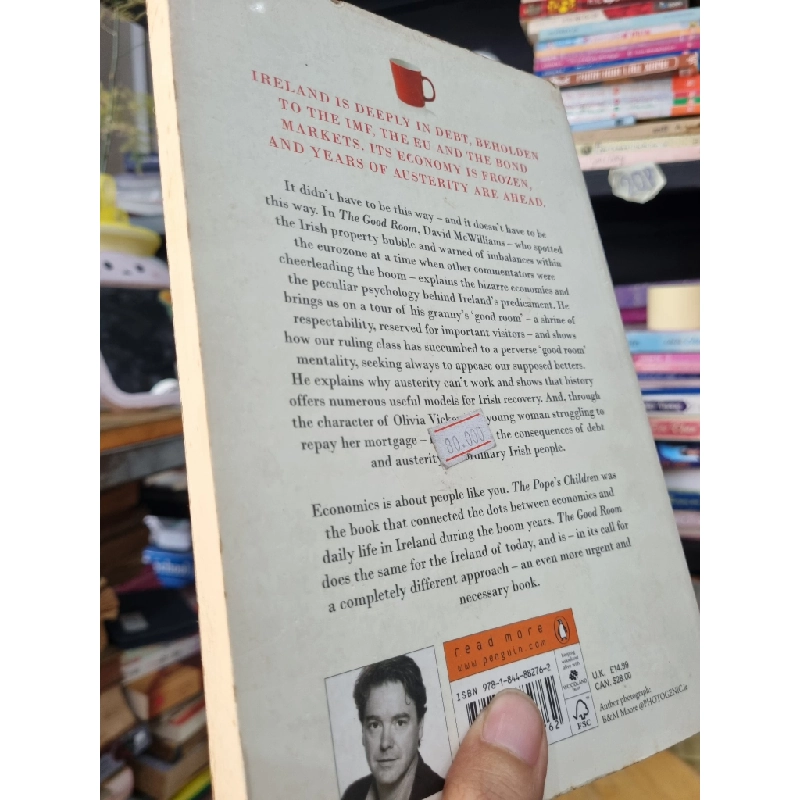 IRELAND IS DEEPLY IN DEBT, BEHOLDEN
TO THE IMF, THE EU AND THE BOND
MARKETS. ITS ECONOMY IS FROZEN,
AND YEARS OF AUSTERITY ARE AHEAD.
It didn't have to be this way – and it doesn't have to be
this way. In The Good Room, David McWilliams – who spotted
the Irish property bubble and warned of imbalances within
the eurozone at a time when other commentators were
cheerleading the boom – explains the bizarre economics and
the peculiar psychology behind Ireland's predicament. He
brings us on a tour of his granny's 'good room' – a shrine of
respectability, reserved for important visitors – and shows
how our ruling class has succumbed to a perverse 'good room'
mentality, seeking always to appease our supposed betters.
He explains why austerity can't work and shows that history
offers numerous useful models for Irish recovery. And, through
the character of Olivia young woman struggling to
repay her mortgage – the consequences of debt
and Irish people.
Economics is about people like you. The Pope's Children was
the book that connected the dots between economics and
daily life in Ireland during the boom years. The Good Room
does the same for the Ireland of today, and is – in its call for
a completely different approach – an even more urgent and
necessary book.
read more
www.penguin.com
ISBN 978-1-844-88276-2
U.K. £14.99
CAN. $28.00
FSC
Author photograph: